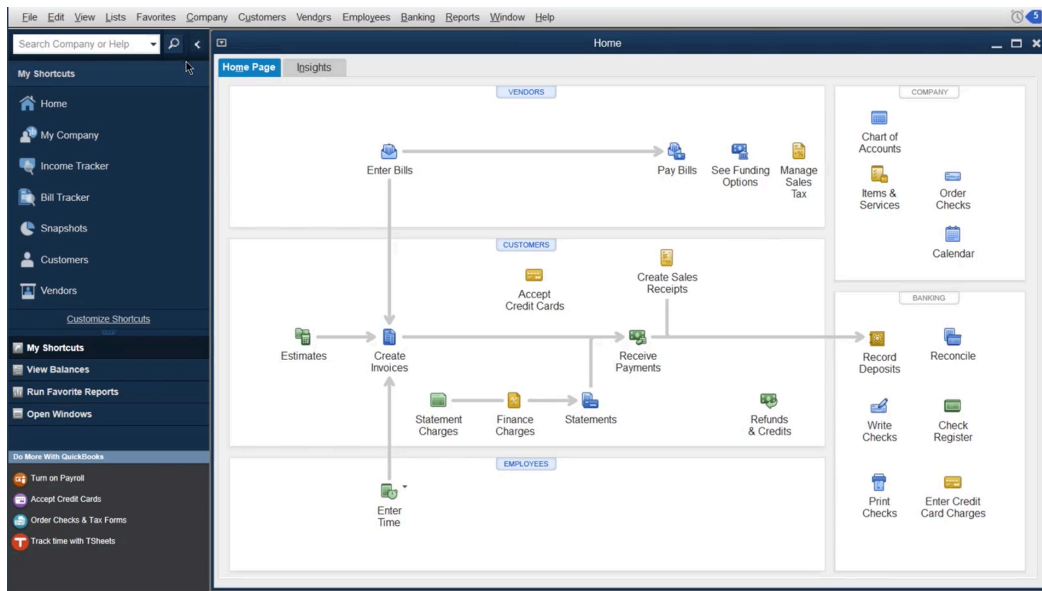 File Edit View Lists Favorites Company Customers Vendors Employees Banking Reports Window Help
5
Search Company or Help
Home
My Shortcuts
Home
My Company
Income Tracker
Bill Tracker
Snapshots
Customers
Vendors
Customize Shortcuts
My Shortcuts
View Balances
Run Favorite Reports
Open Windows
Do More With QuickBooks
Turn on Payroll
Accept Credit Cards
Order Checks & Tax Forms
Track time with TSheets
Home Page Insights
VENDORS
Enter Bills
Pay Bills
See Funding
Options
Manage
Sales
Tax
CUSTOMERS
Accept
Credit Cards
Create Sales
Receipts
Estimates
Create
Invoices
Receive
Payments
Statement
Charges
Finance
Charges
Statements
Refunds
& Credits
EMPLOYEES
Enter
Time
COMPANY
Chart of
Accounts
Items &
Services
Order
Checks
Calendar
BANKING
Record
Deposits
Reconcile
Write
Checks
Check
Register
Print
Checks
Enter Credit
Card Charges